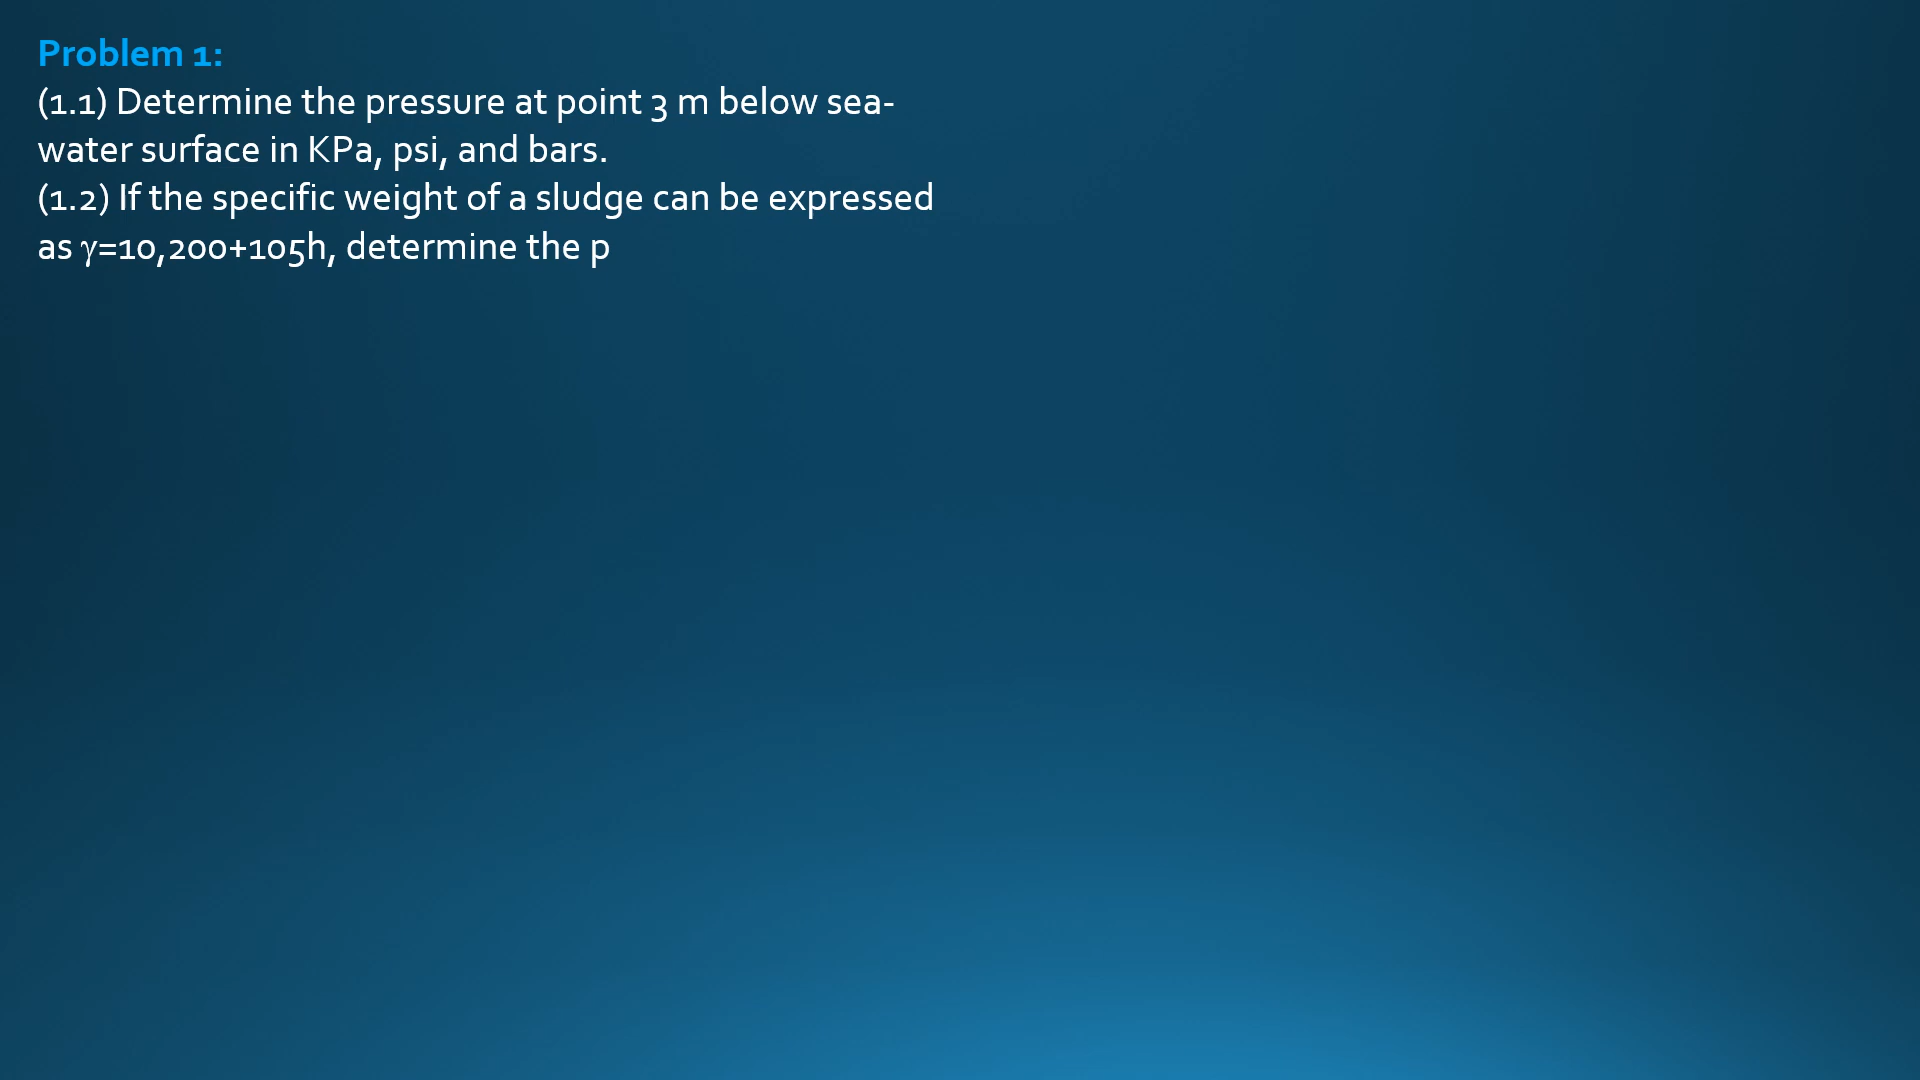 Problem 1:
(1.1) Determine the pressure at point 3 m below sea-
water surface in KPa, psi, and bars.
(1.2) If the specific weight of a sludge can be expressed
as γ=10,200+105h, determine the p